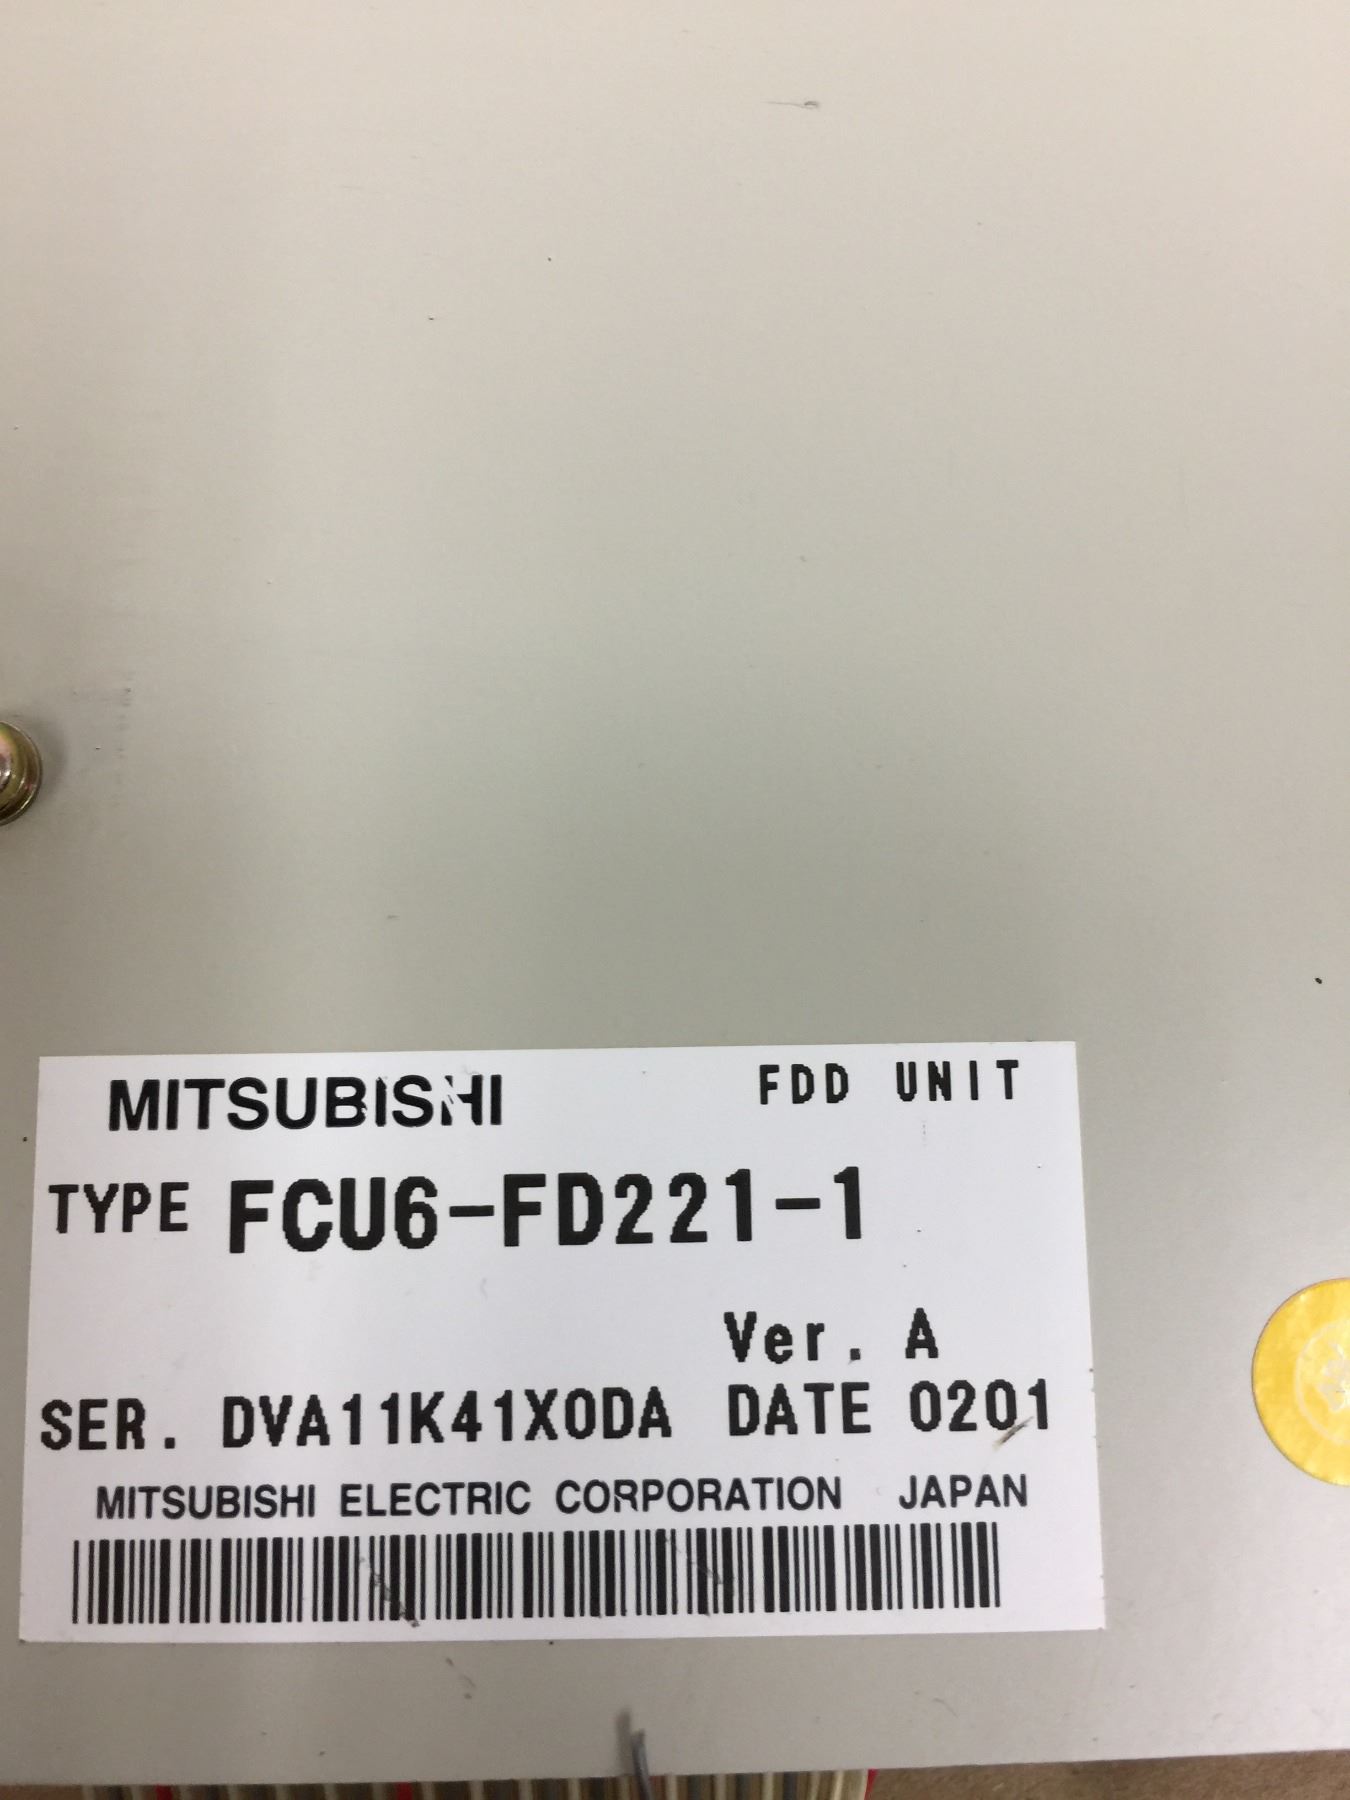 MITSUBISHI FDD UNIT
TYPE FCU6-FD221-1
Ver. A
SER. DVA11K41X0DA DATE 0201
MITSUBISHI ELECTRIC CORPORATION JAPAN